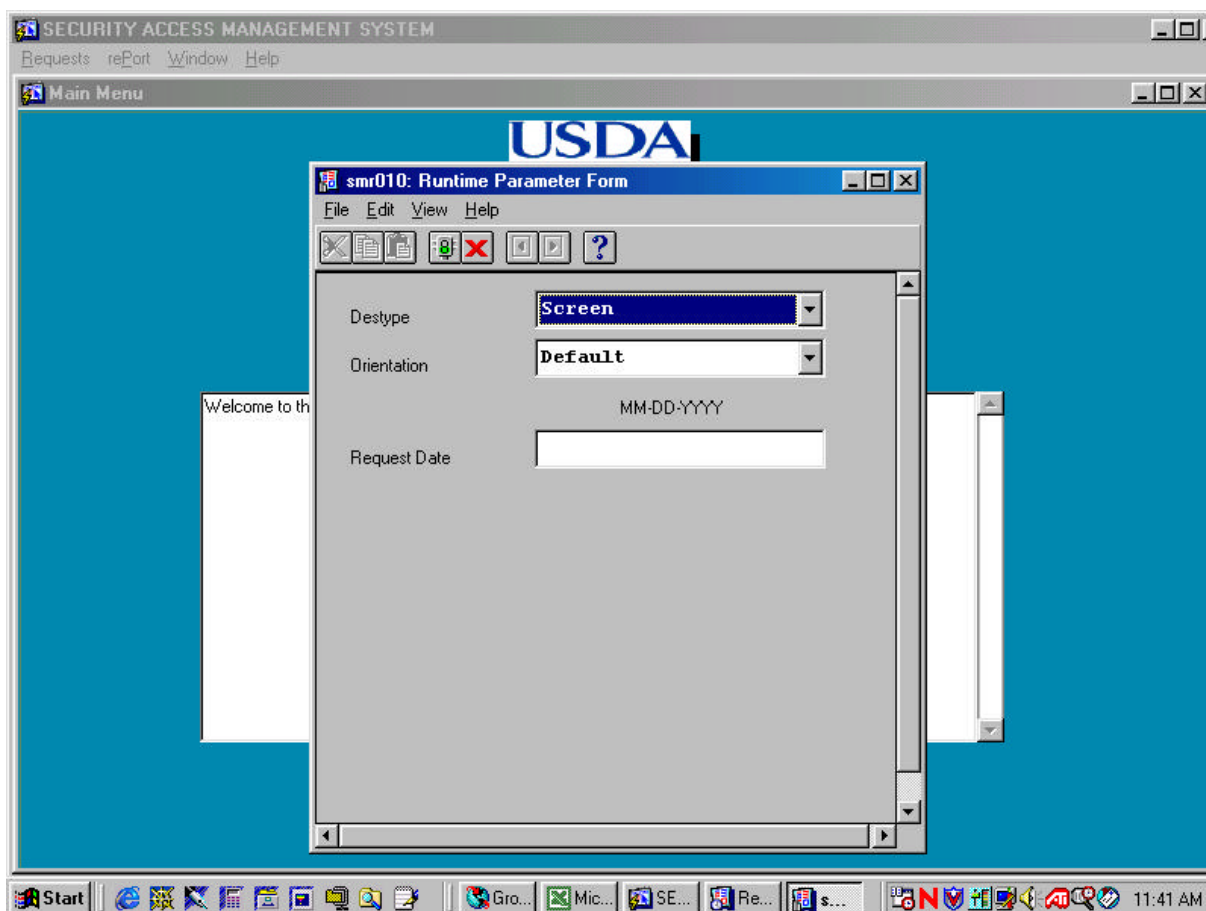 SECURITY ACCESS MANAGEMENT SYSTEM
Requests rePort Window Help
Main Menu
USDA
smr010: Runtime Parameter Form
File Edit View Help
Destype
Screen
Orientation
Default
Welcome to th
MM-DD-YYYY
Request Date
Start
Gro...
Mic...
SE...
Re...
s...
11:41 AM